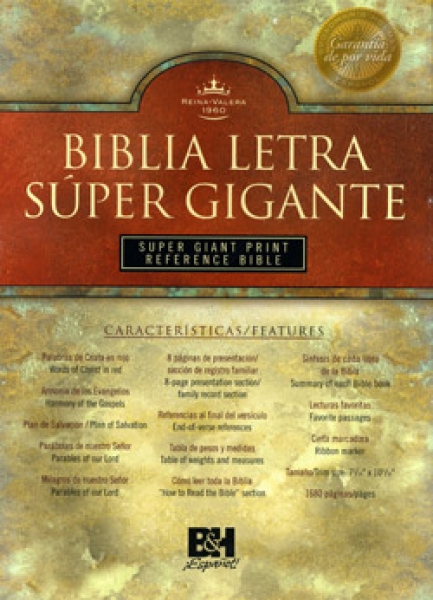 Garantía
de por vida
REINA-VALERA
1960
BIBLIA LETRA
SÚPER GIGANTE
SUPER GIANT PRINT
REFERENCE BIBLE
CARACTERÍSTICAS/FEATURES
Palabras de Cristo en rojo
Words of Christ in red
Armonía de los Evangelios
Harmony of the Gospels
Plan de Salvación / Plan of Salvation
Parábolas de nuestro Señor
Parables of our Lord
Milagros de nuestro Señor
Parables of our Lord
8 páginas de presentación/
sección de registro familiar
8-page presentation section/
family record section
Referencias al final del versículo
End-of-verse references
Tabla de pesos y medidas
Table of weights and measures
Cómo leer toda la Biblia
"How to Read the Bible" section
Síntesis de cada libro
de la Biblia
Summary of each Bible book
Lecturas favoritas
Favorite passages
Cinta marcadora
Ribbon marker
Tamaño/Trim size
páginas/pages
B&H
¡Español!